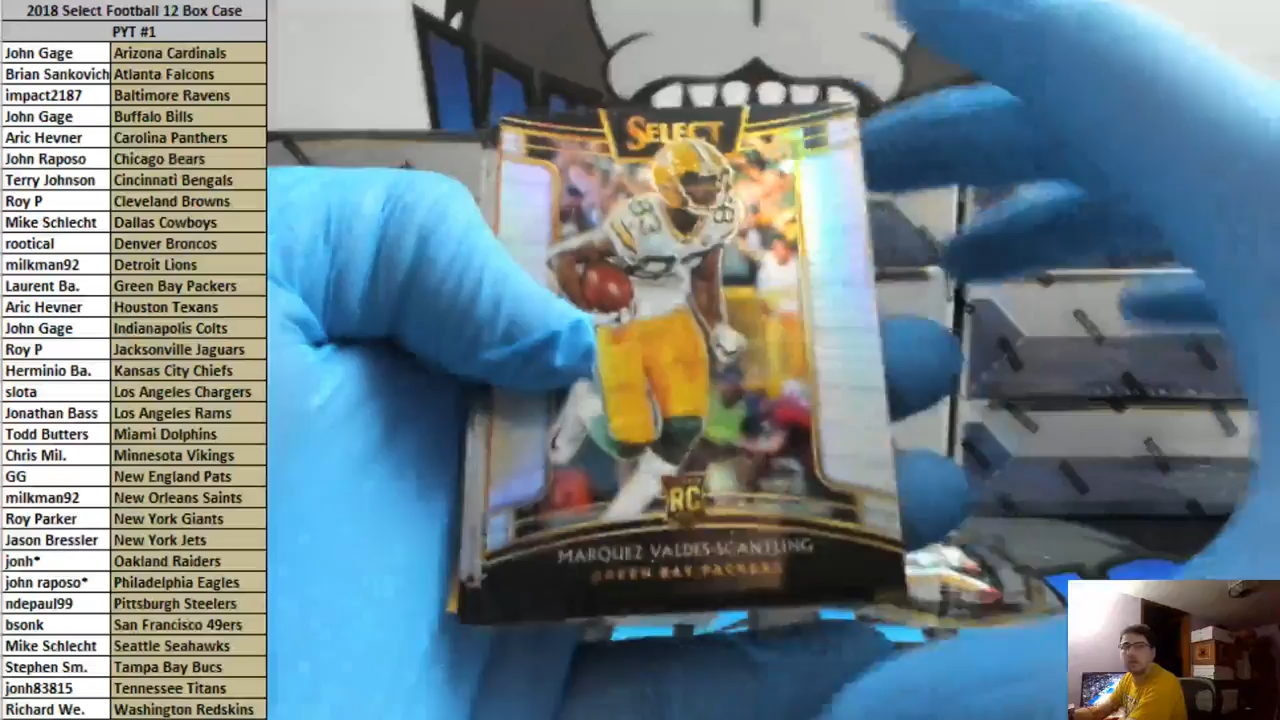 2018 Select Football 12 Box Case
PYT #1
John Gage Arizona Cardinals
Brian Sankovich Atlanta Falcons
impact2187 Baltimore Ravens
John Gage Buffalo Bills
Aric Hevner Carolina Panthers
John Raposo Chicago Bears
Terry Johnson Cincinnati Bengals
Roy P Cleveland Browns
Mike Schlecht Dallas Cowboys
rootical Denver Broncos
milkman92 Detroit Lions
Laurent Ba. Green Bay Packers
Aric Hevner Houston Texans
John Gage Indianapolis Colts
Roy P Jacksonville Jaguars
Herminio Ba. Kansas City Chiefs
slota Los Angeles Chargers
Jonathan Bass Los Angeles Rams
Todd Butters Miami Dolphins
Chris Mil. Minnesota Vikings
GG New England Pats
milkman92 New Orleans Saints
Roy Parker New York Giants
Jason Bressler New York Jets
jonh* Oakland Raiders
john raposo* Philadelphia Eagles
ndepaul99 Pittsburgh Steelers
bsonk San Francisco 49ers
Mike Schlecht Seattle Seahawks
Stephen Sm. Tampa Bay Bucs
jonh83815 Tennessee Titans
Richard We. Washington Redskins
SELECT
83
RC
MARQUEZ VALDES-SCANTLING
GREEN BAY PACKERS